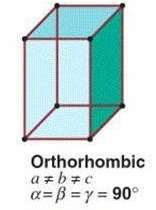 Orthorhombic
a ≠ b ≠ c
α = β = γ = 90°